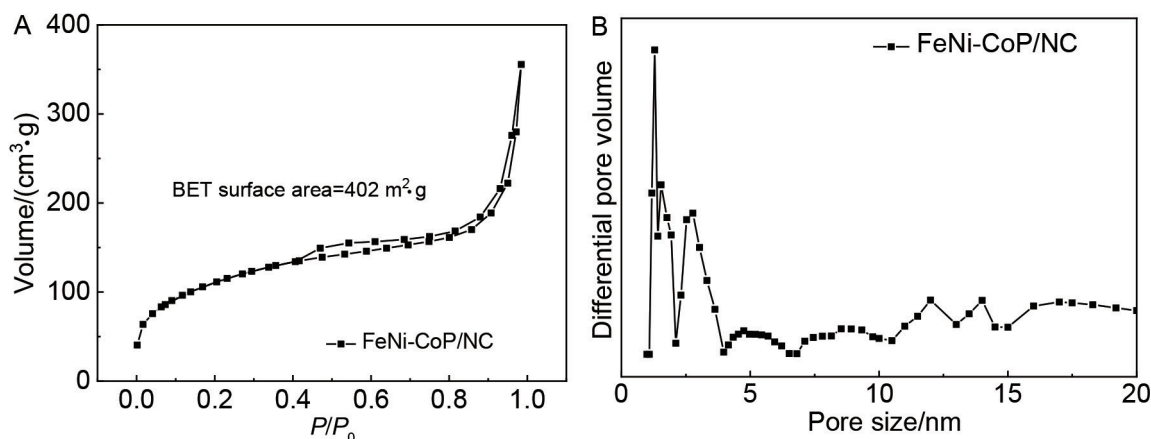 A
400
300
200
100
0
Volume/(cm³·g)
BET surface area=402 m²·g
FeNi-CoP/NC
0.0 0.2 0.4 0.6 0.8 1.0
P/P₀
B
FeNi-CoP/NC
Differential pore volume
0 5 10 15 20
Pore size/nm